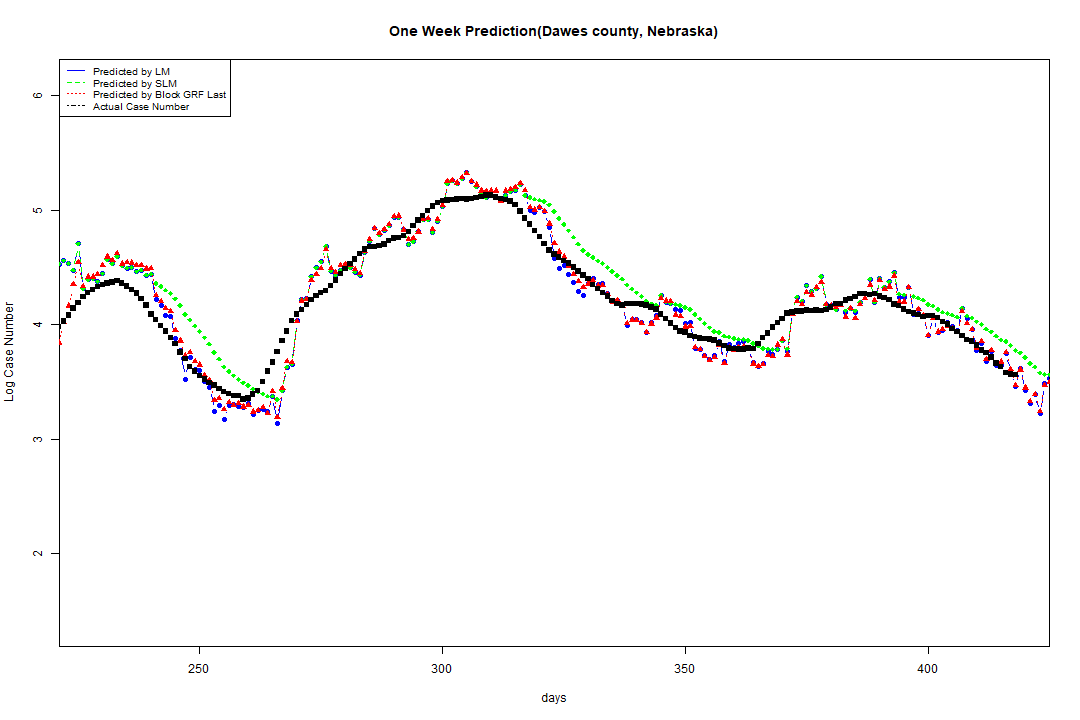 One Week Prediction(Dawes county, Nebraska)
Predicted by LM
Predicted by SLM
Predicted by Block GRF Last
Actual Case Number
6
5
4
3
2
Log Case Number
250 300 350 400
days